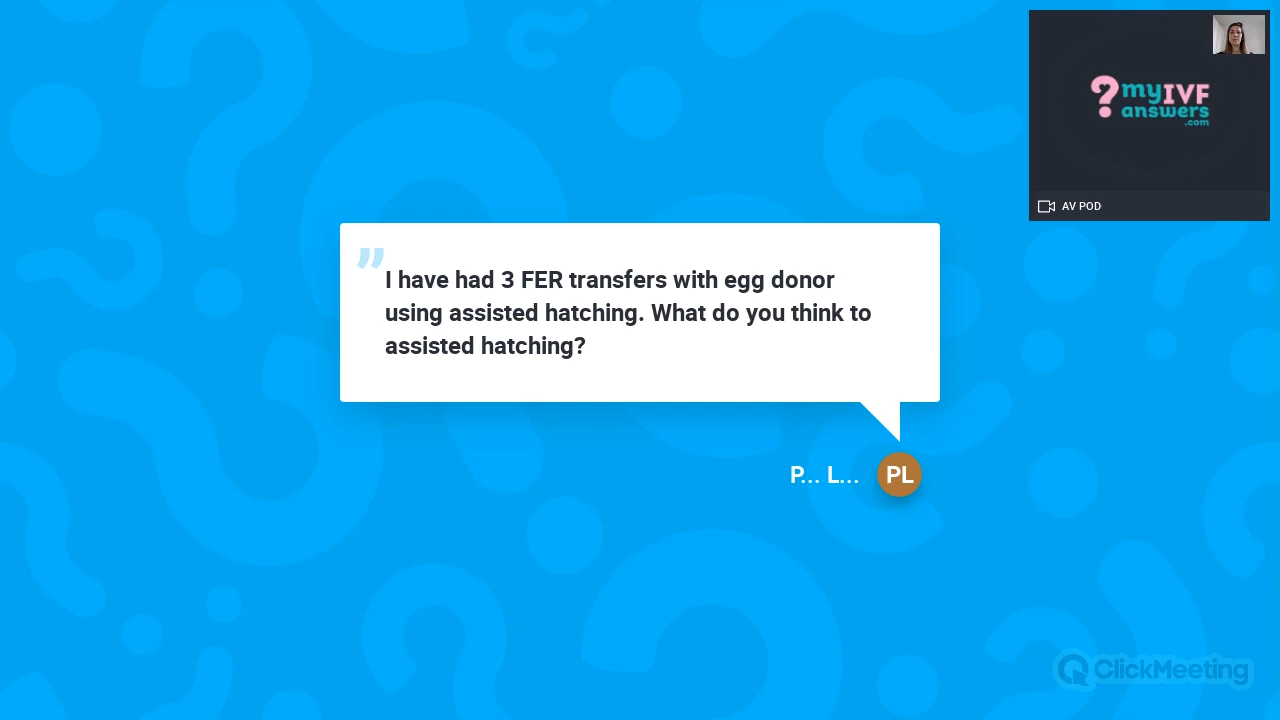 ?myIVF
answers
.com
AV POD
” I have had 3 FER transfers with egg donor
using assisted hatching. What do you think to
assisted hatching?
P... L... PL
ClickMeeting